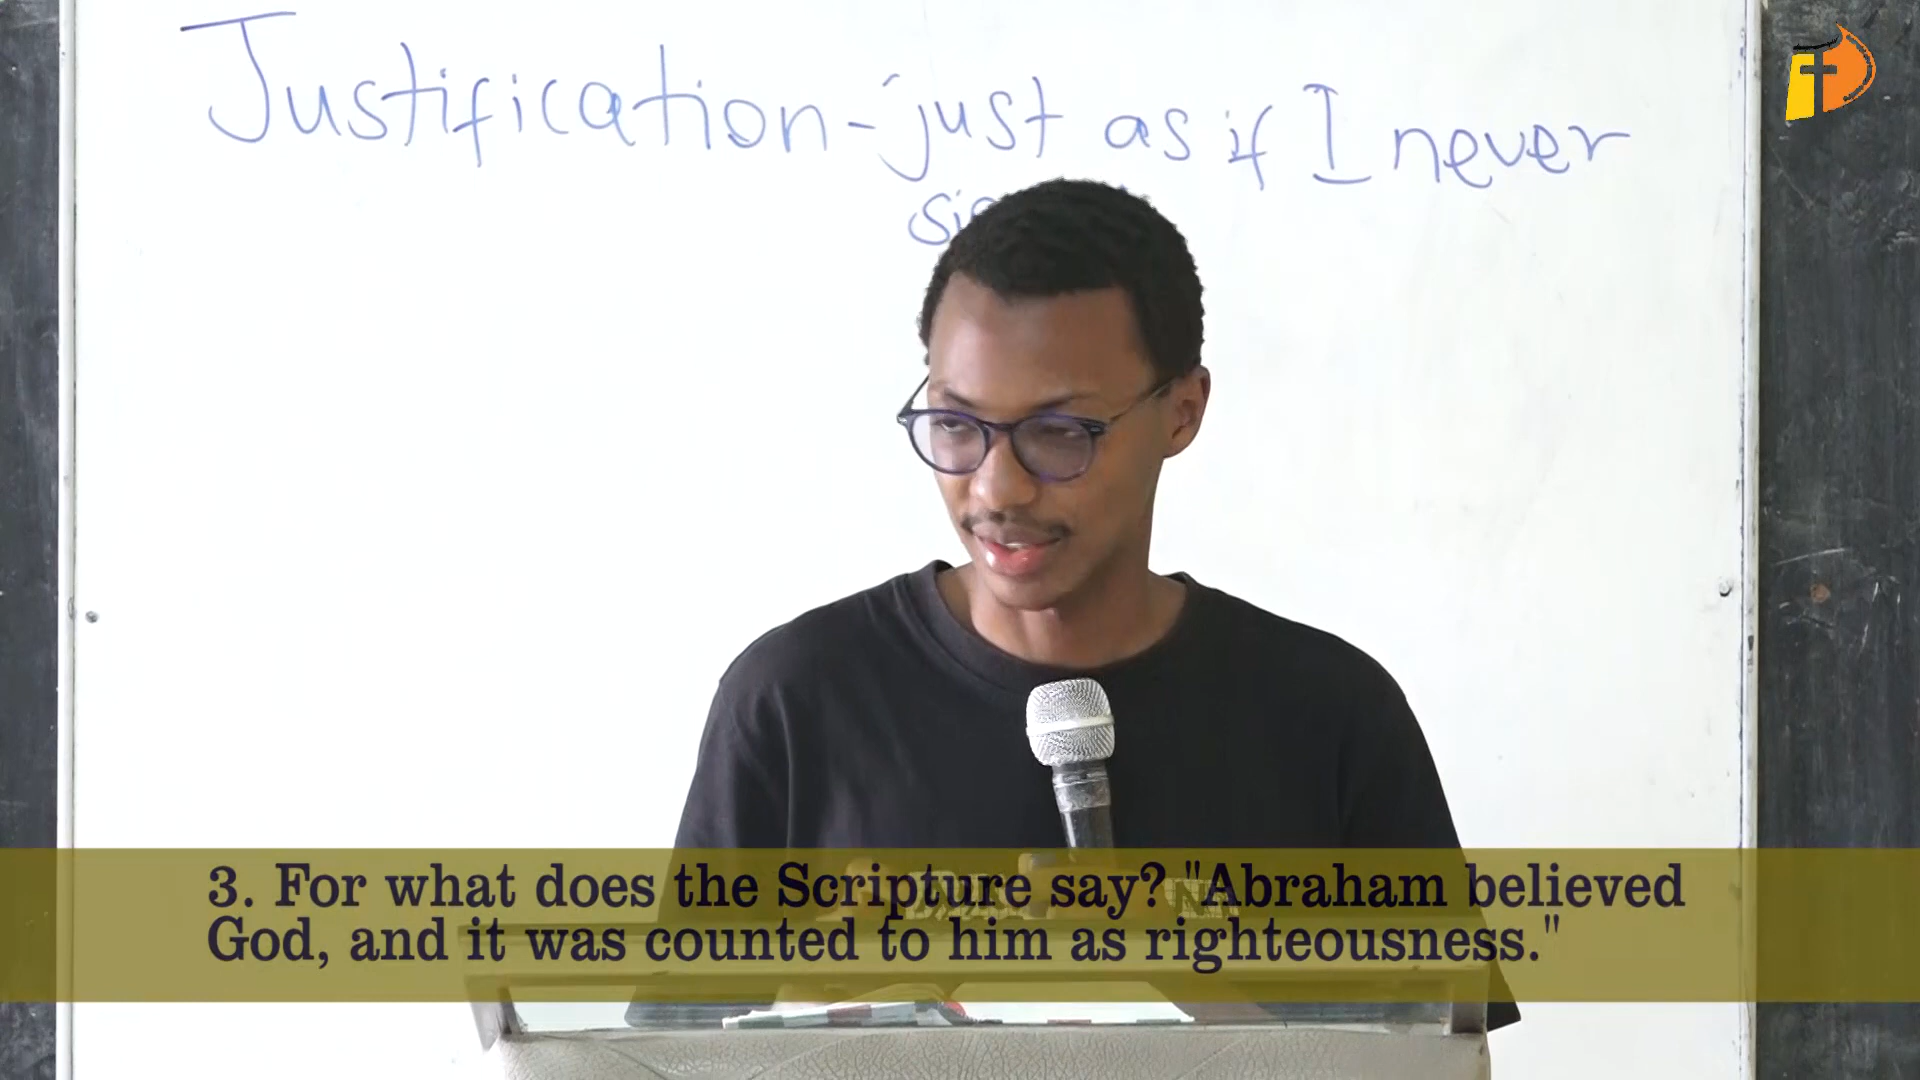 Justification - just as if I never
3. For what does the Scripture say? "Abraham believed
God, and it was counted to him as righteousness."